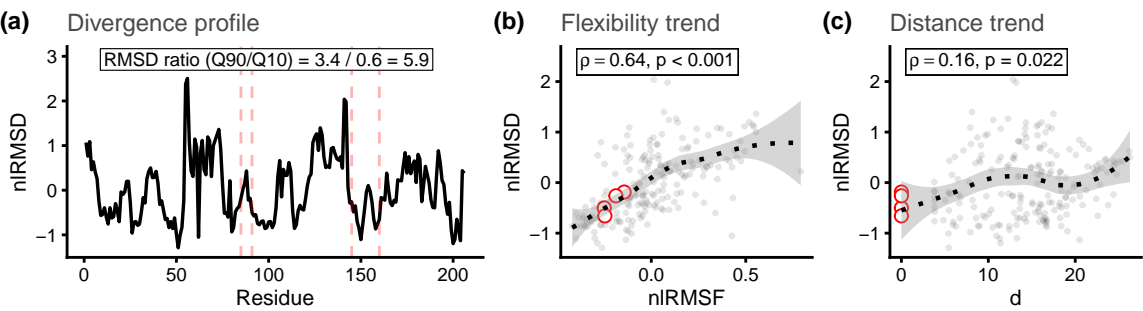 (a) Divergence profile
RMSD ratio (Q90/Q10) = 3.4 / 0.6 = 5.9
nlRMSD
3
2
1
0
−1
0 50 100 150 200
Residue
(b) Flexibility trend
ρ = 0.64, p < 0.001
nlRMSD
2
1
0
−1
0.0 0.5
nlRMSF
(c) Distance trend
ρ = 0.16, p = 0.022
nlRMSD
2
1
0
−1
0 10 20
d